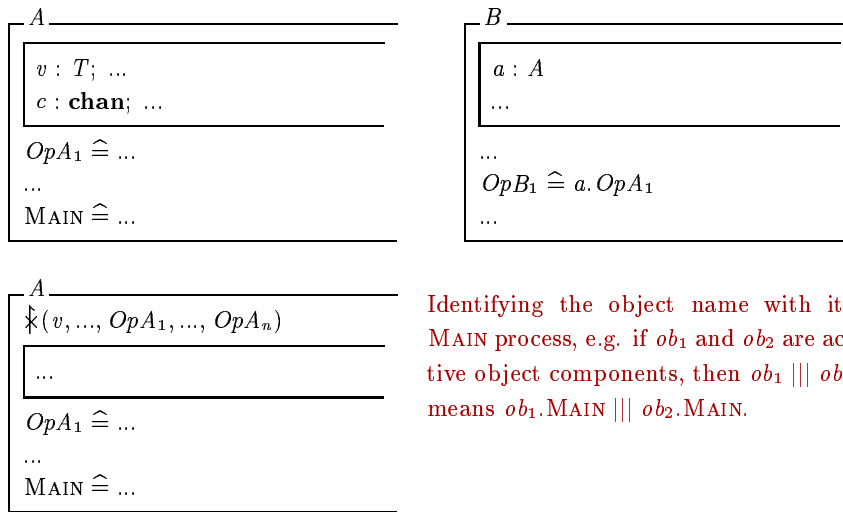 A
v : T; ...
c : chan; ...
OpA₁ ≙ ...
...
MAIN ≙ ...
B
a : A
...
...
OpB₁ ≙ a.OpA₁
...
A
(v, ..., OpA₁, ..., OpAₙ)
...
OpA₁ ≙ ...
...
MAIN ≙ ...
Identifying the object name with it
MAIN process, e.g. if ob₁ and ob₂ are ac
tive object components, then ob₁ ||| ob
means ob₁.MAIN ||| ob₂.MAIN.